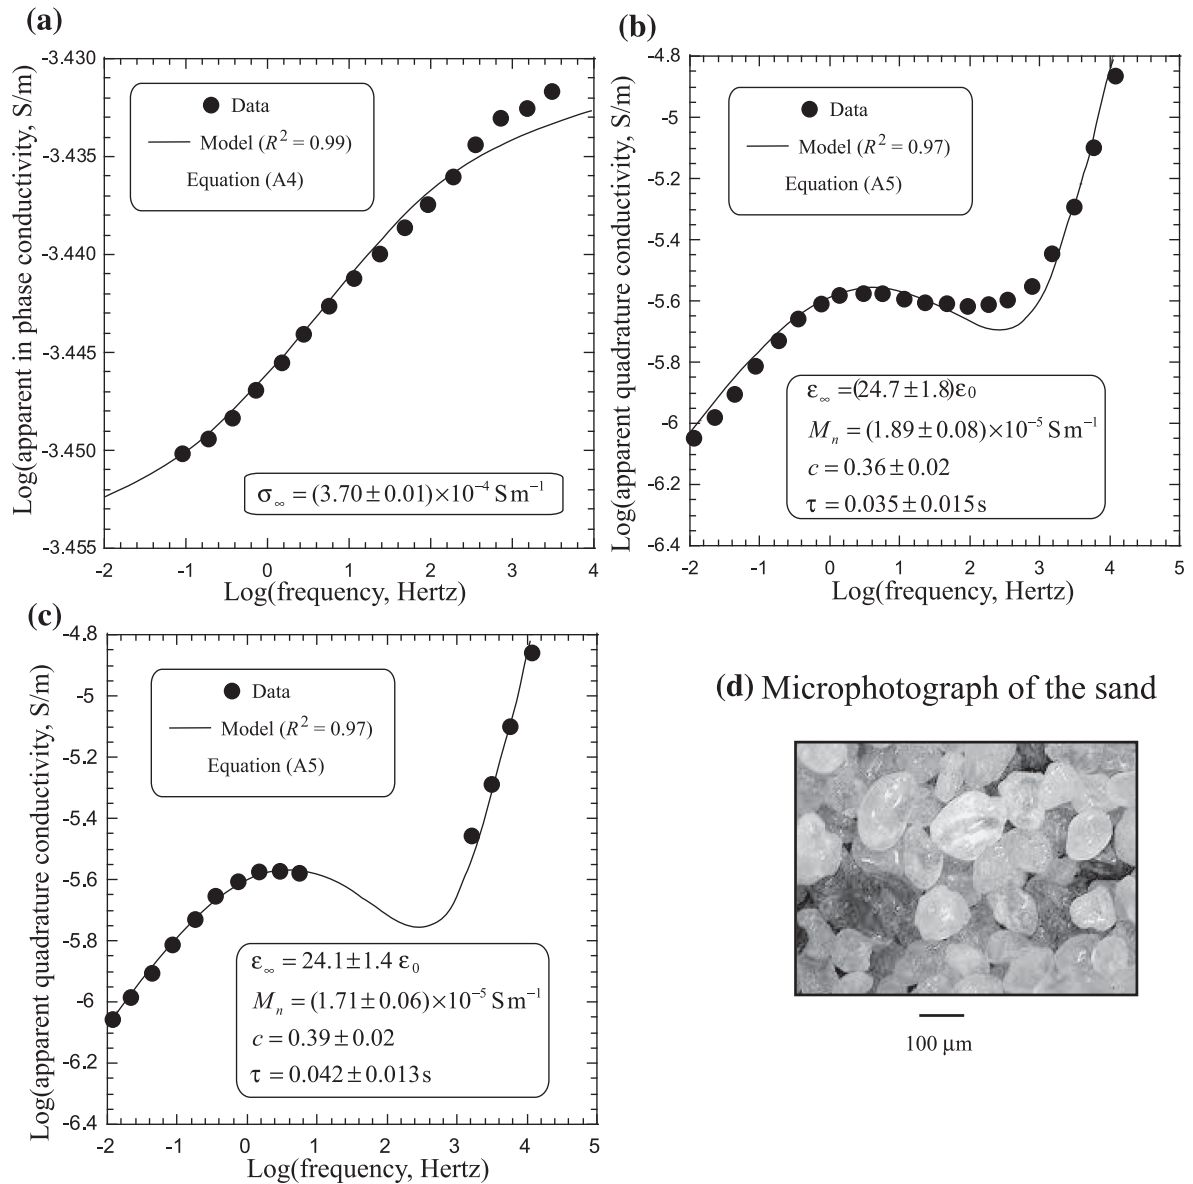 (a)
Log(apparent in phase conductivity, S/m)
-3.430
-3.435
-3.440
-3.445
-3.450
-3.455
Data
Model (R² = 0.99)
Equation (A4)
σ∞ = (3.70 ± 0.01)×10⁻⁴ S m⁻¹
-2 -1 0 1 2 3 4
Log(frequency, Hertz)
(b)
Log(apparent quadrature conductivity, S/m)
-4.8
-5
-5.2
-5.4
-5.6
-5.8
-6
-6.2
-6.4
Data
Model (R² = 0.97)
Equation (A5)
ε∞ =(24.7±1.8)ε0
Mn = (1.89±0.08)×10⁻⁵ S m⁻¹
c = 0.36 ± 0.02
τ = 0.035 ± 0.015s
-2 -1 0 1 2 3 4 5
Log(frequency, Hertz)
(c)
Log(apparent quadrature conductivity, S/m)
-4.8
-5
-5.2
-5.4
-5.6
-5.8
-6
-6.2
-6.4
Data
Model (R² = 0.97)
Equation (A5)
ε∞ = 24.1±1.4 ε0
Mn = (1.71±0.06)×10⁻⁵ S m⁻¹
c = 0.39 ± 0.02
τ = 0.042 ± 0.013s
-2 -1 0 1 2 3 4 5
Log(frequency, Hertz)
(d) Microphotograph of the sand
100 µm